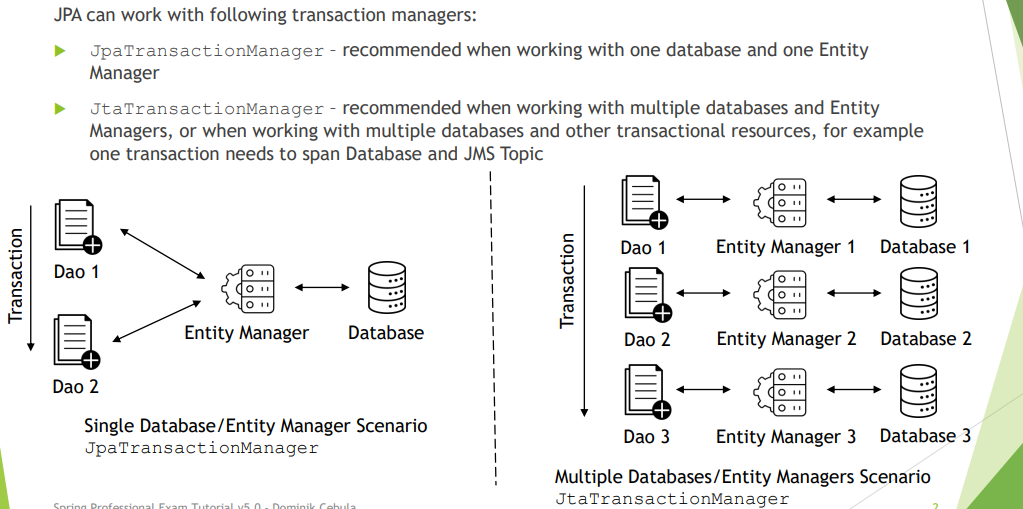 JPA can work with following transaction managers:
JpaTransactionManager - recommended when working with one database and one Entity
Manager
JtaTransactionManager - recommended when working with multiple databases and Entity
Managers, or when working with multiple databases and other transactional resources, for example
one transaction needs to span Database and JMS Topic
Transaction
Dao 1
Dao 2
Entity Manager
Database
Single Database/Entity Manager Scenario
JpaTransactionManager
Transaction
Dao 1
Entity Manager 1
Database 1
Dao 2
Entity Manager 2
Database 2
Dao 3
Entity Manager 3
Database 3
Multiple Databases/Entity Managers Scenario
JtaTransactionManager
Spring Professional Exam Tutorial v5.0 - Dominik Cebula
2